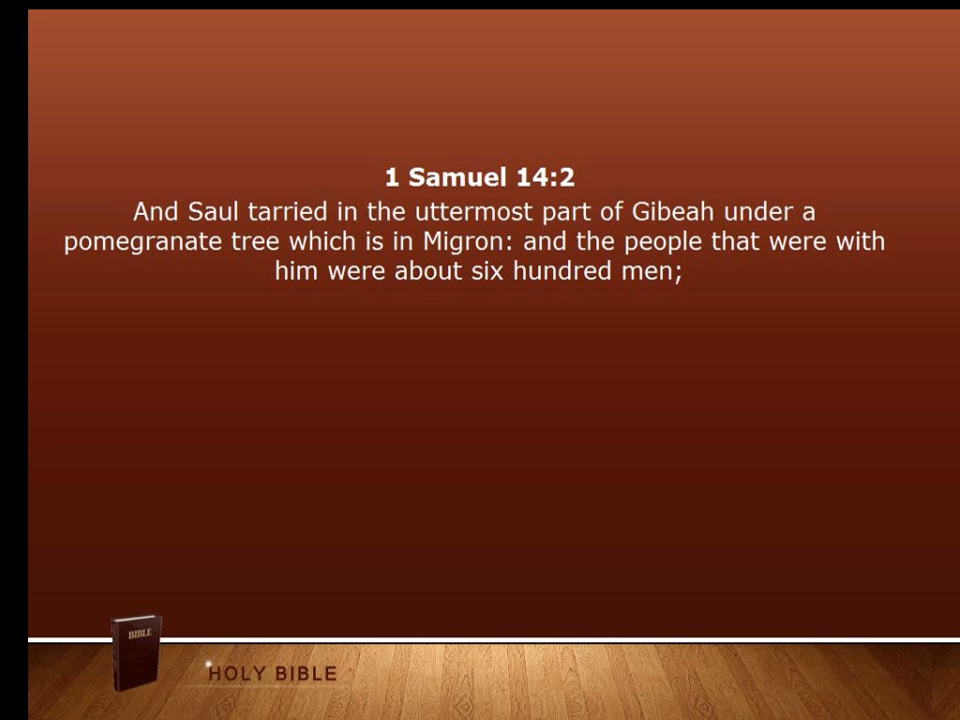 1 Samuel 14:2
And Saul tarried in the uttermost part of Gibeah under a
pomegranate tree which is in Migron: and the people that were with
him were about six hundred men;
BIBLE
HOLY BIBLE